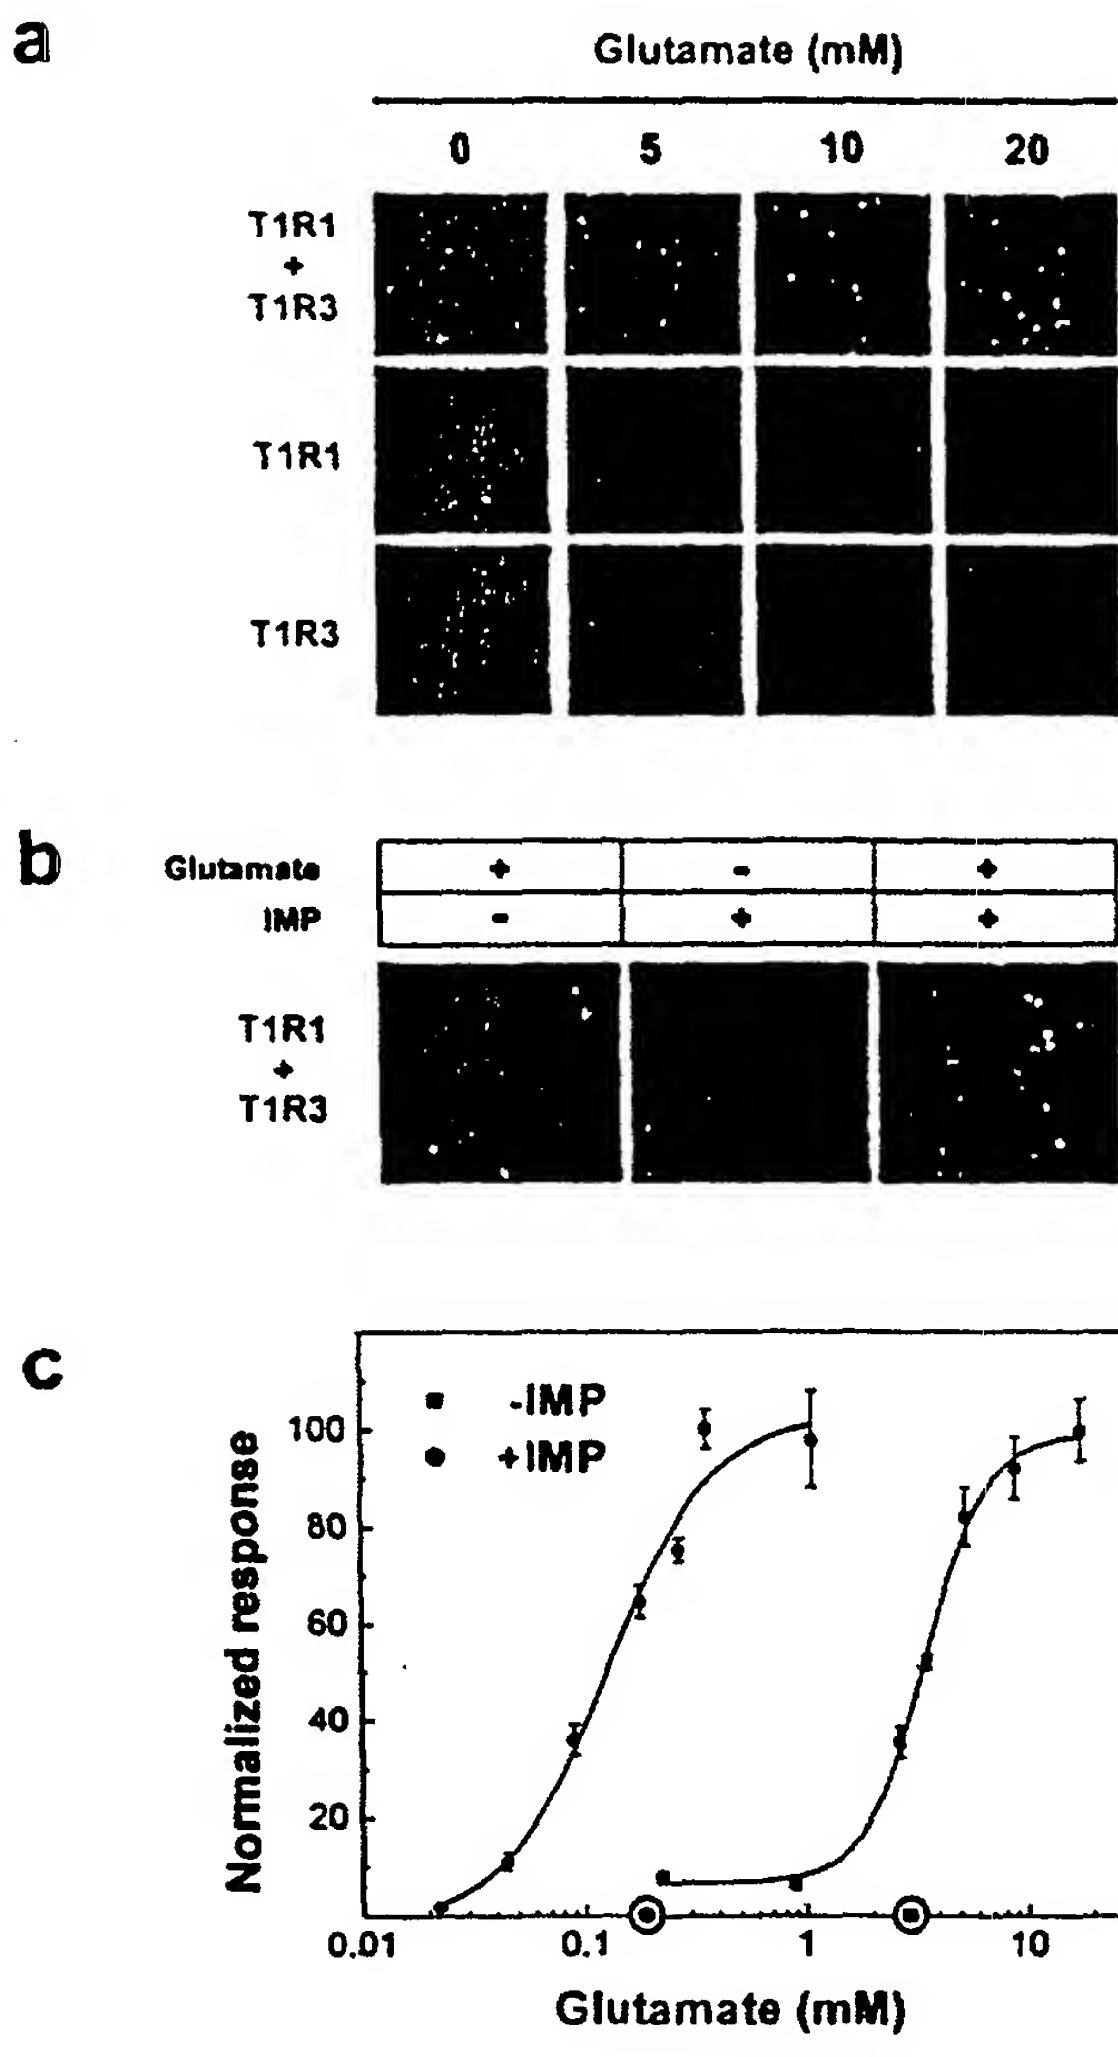 a
Glutamate (mM)
0 5 10 20
T1R1
+
T1R3
T1R1
T1R3
b
Glutamate + - +
IMP - + +
T1R1
+
T1R3
c
-IMP
+IMP
100
80
60
40
20
Normalized response
0.01 0.1 1 10
Glutamate (mM)